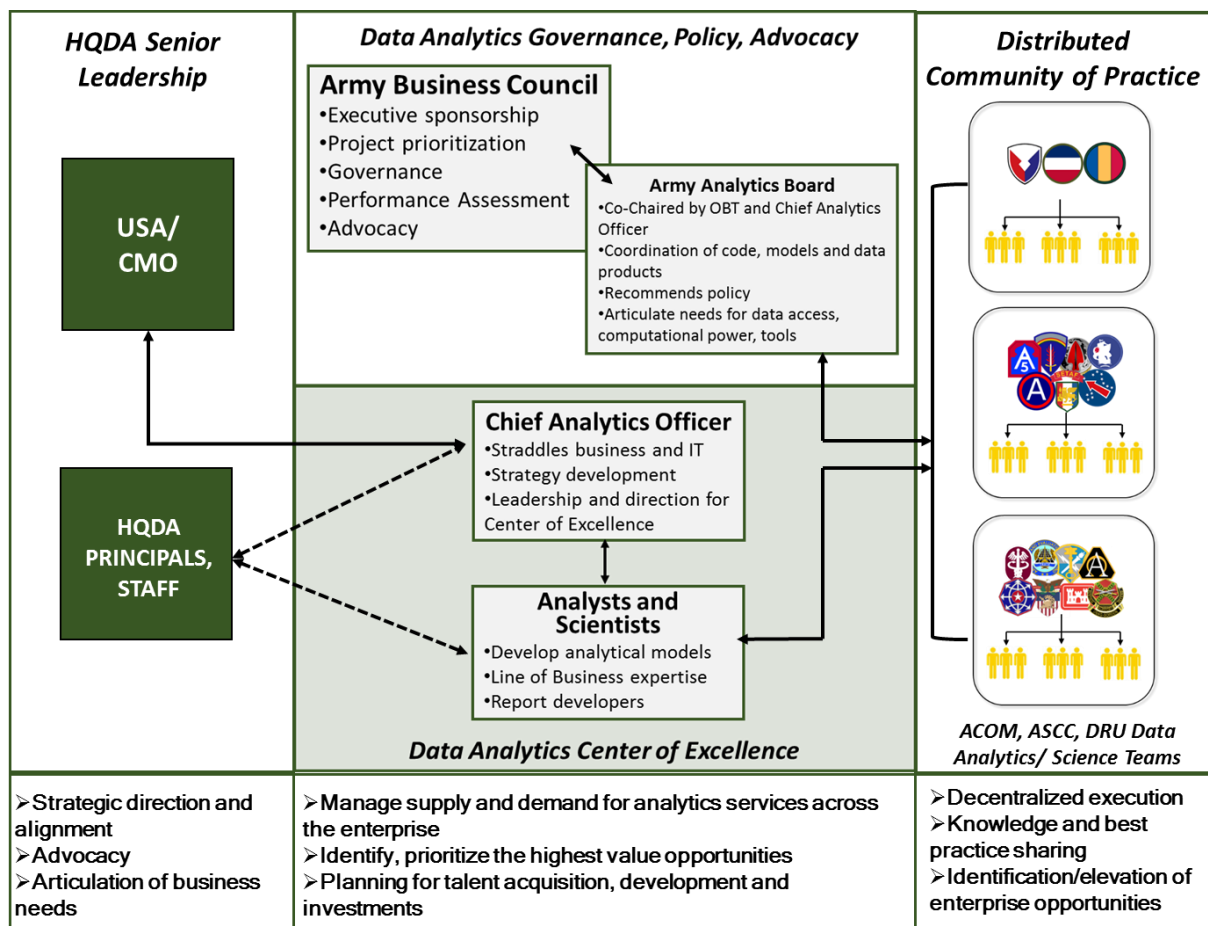 HQDA Senior
Leadership
USA/
CMO
HQDA
PRINCIPALS,
STAFF
Data Analytics Governance, Policy, Advocacy
Army Business Council
•Executive sponsorship
•Project prioritization
•Governance
•Performance Assessment
•Advocacy
Army Analytics Board
•Co-Chaired by OBT and Chief Analytics
Officer
•Coordination of code, models and data
products
•Recommends policy
•Articulate needs for data access,
computational power, tools
Chief Analytics Officer
•Straddles business and IT
•Strategy development
•Leadership and direction for
Center of Excellence
Analysts and
Scientists
•Develop analytical models
•Line of Business expertise
•Report developers
Data Analytics Center of Excellence
Distributed
Community of Practice
A
5
A
ACOM, ASCC, DRU Data
Analytics/ Science Teams
➢Strategic direction and
alignment
➢Advocacy
➢Articulation of business
needs
➢Manage supply and demand for analytics services across
the enterprise
➢Identify, prioritize the highest value opportunities
➢Planning for talent acquisition, development and
investments
➢Decentralized execution
➢Knowledge and best
practice sharing
➢Identification/elevation of
enterprise opportunities